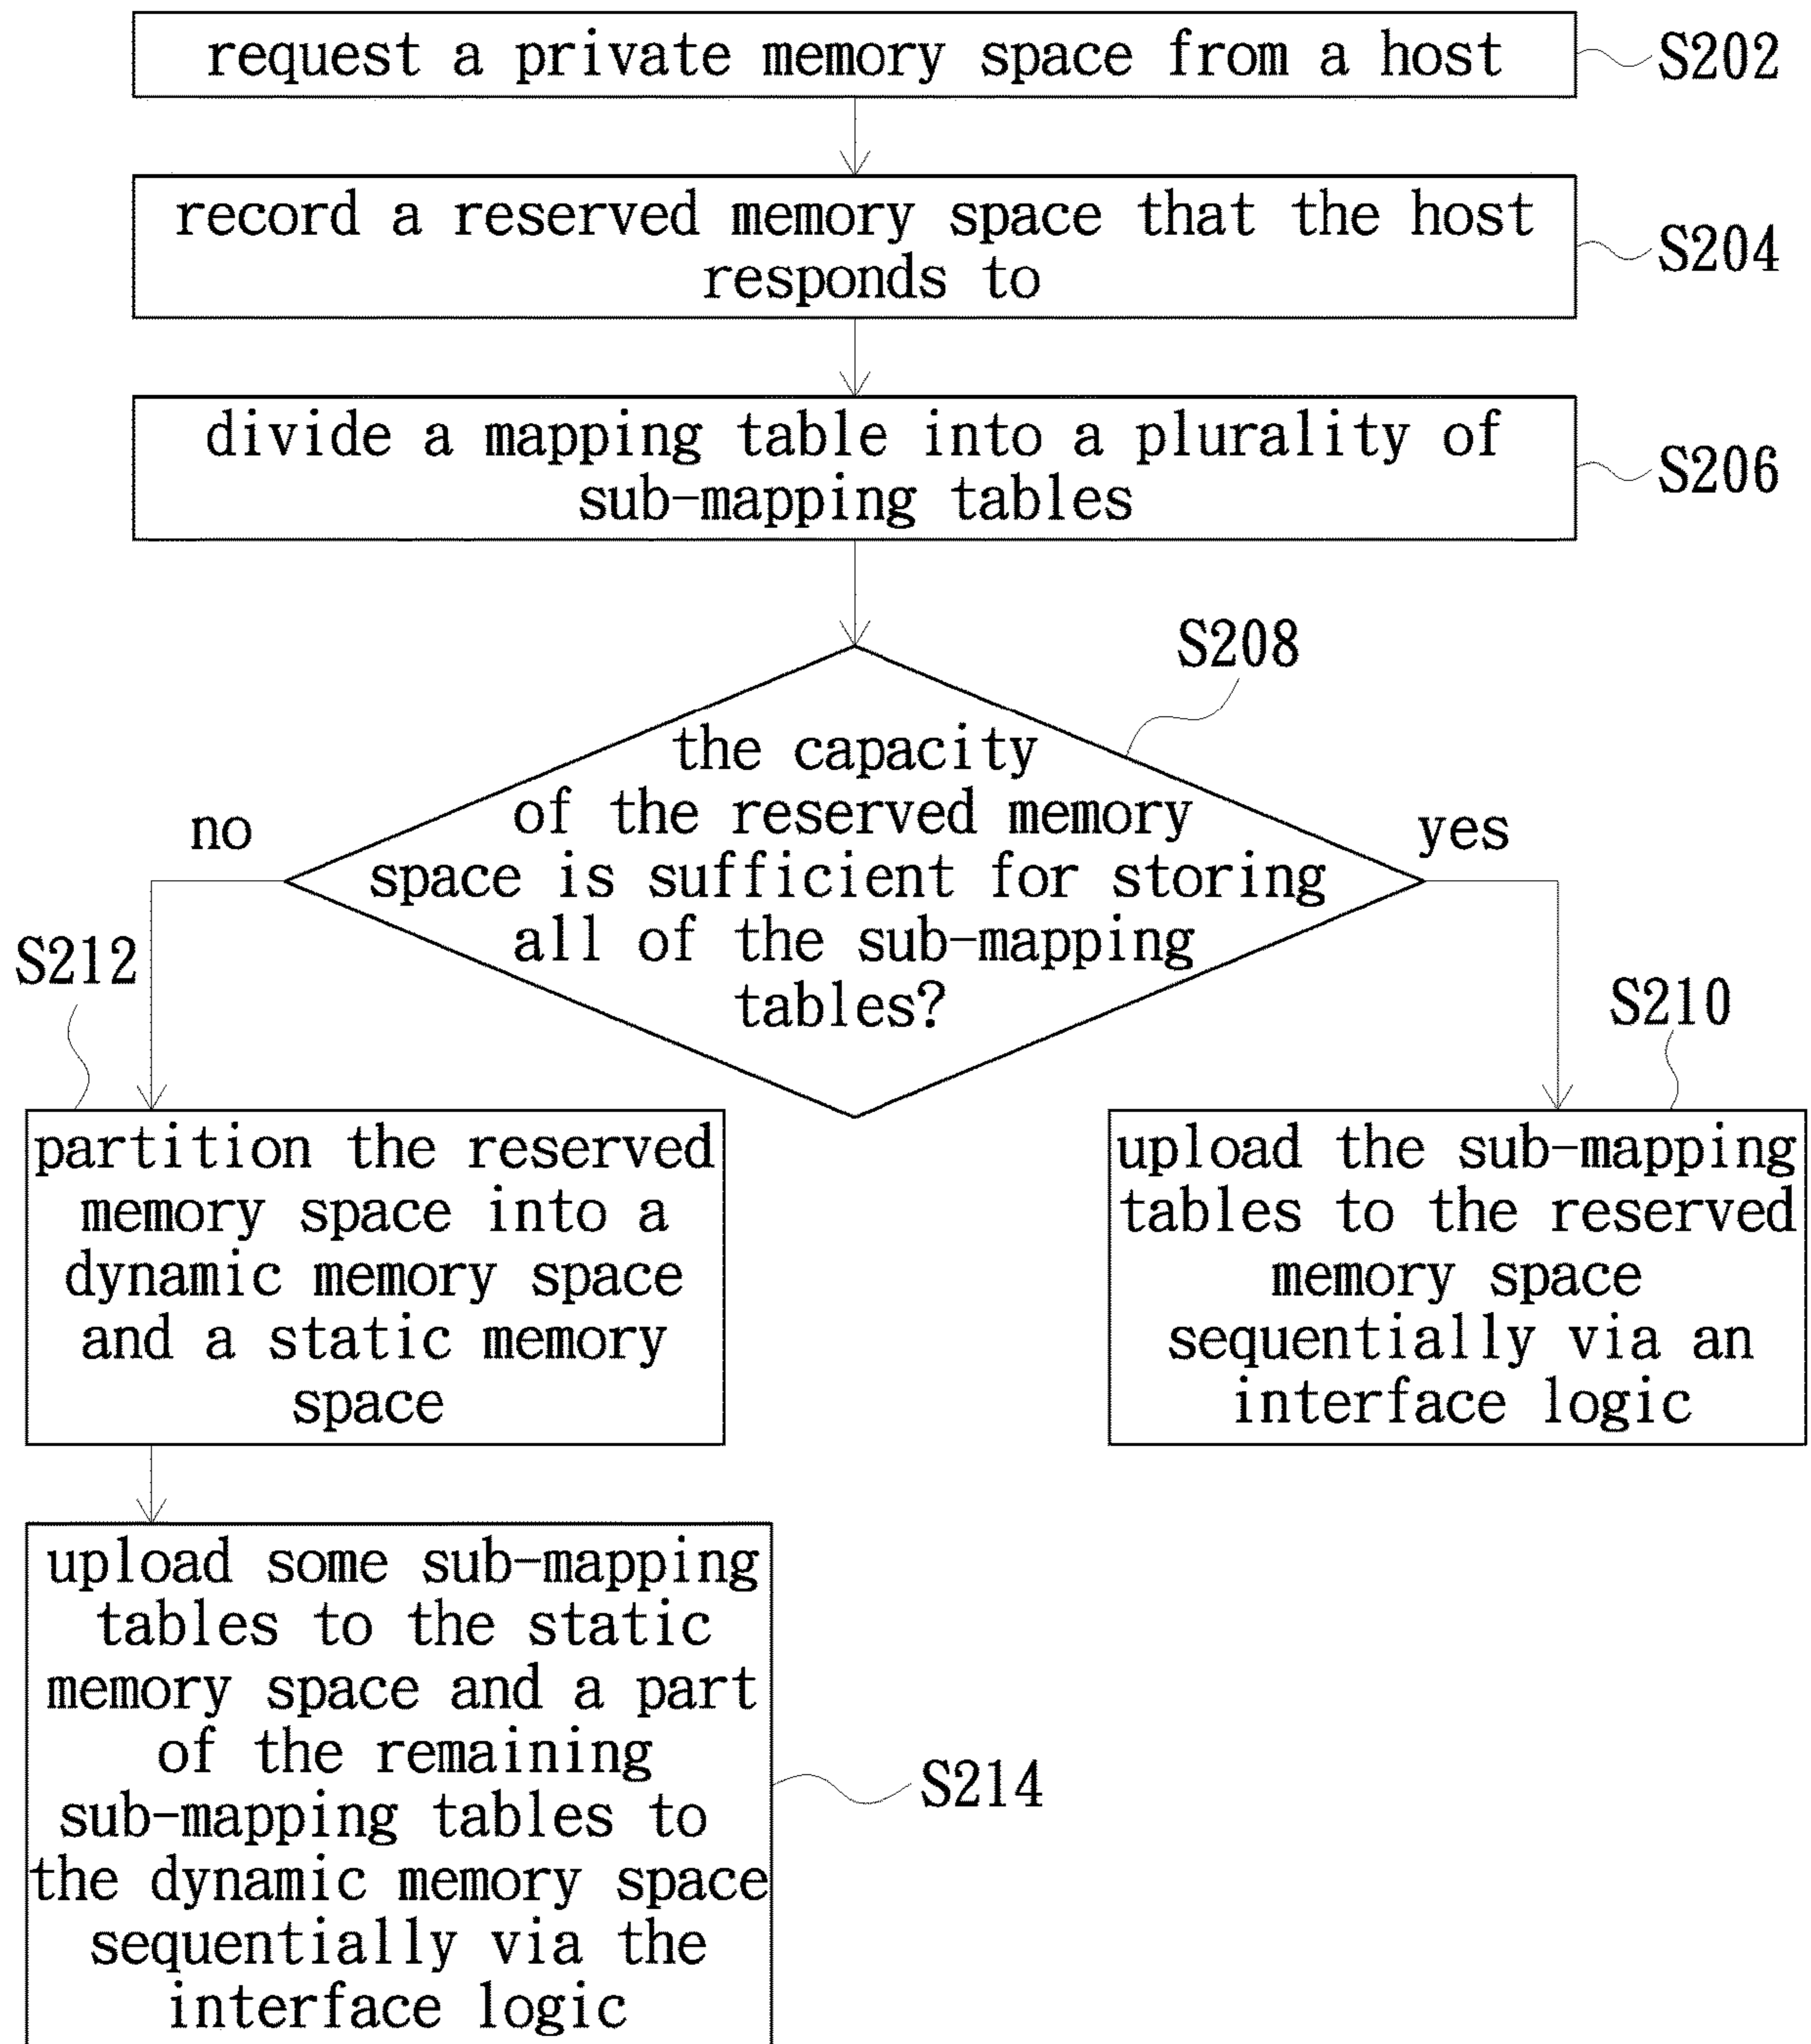 request a private memory space from a host
S202
record a reserved memory space that the host
responds to
S204
divide a mapping table into a plurality of
sub-mapping tables
S206
S208
the capacity
of the reserved memory
space is sufficient for storing
all of the sub-mapping
tables?
no
yes
S212
partition the reserved
memory space into a
dynamic memory space
and a static memory
space
S210
upload the sub-mapping
tables to the reserved
memory space
sequentially via an
interface logic
upload some sub-mapping
tables to the static
memory space and a part
of the remaining
sub-mapping tables to
the dynamic memory space
sequentially via the
interface logic
S214